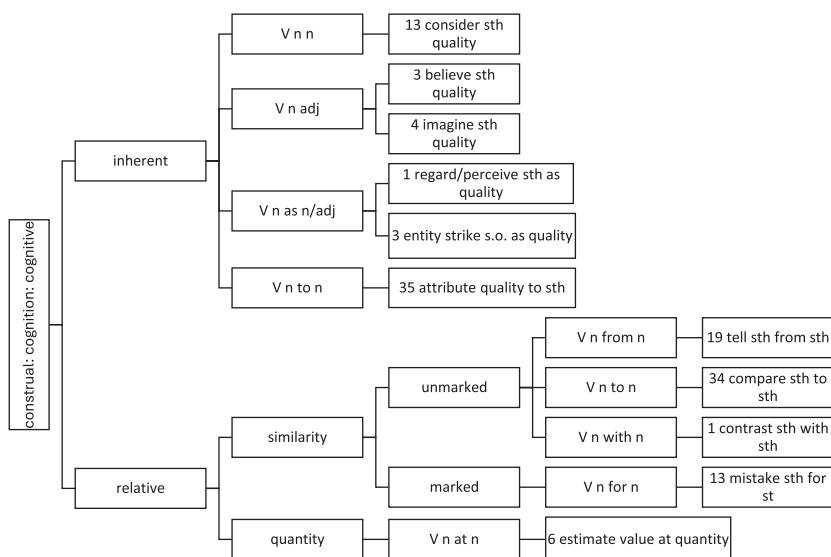 construal: cognition: cognitive
inherent
V n n
13 consider sth
quality
V n adj
3 believe sth
quality
4 imagine sth
quality
V n as n/adj
1 regard/perceive sth as
quality
3 entity strike s.o. as quality
V n to n
35 attribute quality to sth
relative
similarity
unmarked
V n from n
19 tell sth from sth
V n to n
34 compare sth to
sth
V n with n
1 contrast sth with
sth
marked
V n for n
13 mistake sth for
st
quantity
V n at n
6 estimate value at quantity